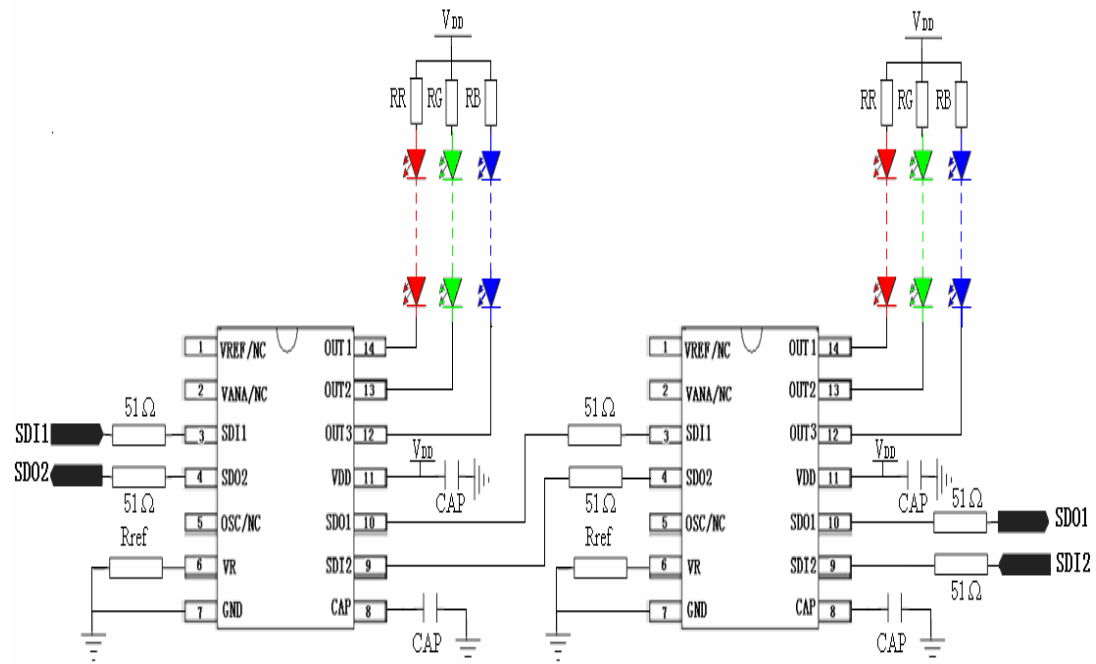 VDD
VDD
RR RG RB
RR RG RB
1 VREF/NC OUT1 14
1 VREF/NC OUT1 14
2 VANA/NC OUT2 13
2 VANA/NC OUT2 13
51Ω
51Ω
SDI1 3 SDI1 OUT3 12
3 SDI1 OUT3 12
VDD
VDD
SDO2 4 SDO2 VDD 11
4 SDO2 VDD 11
51Ω
CAP
51Ω
CAP
51Ω
5 OSC/NC SDO1 10
5 OSC/NC SDO1 10
SDO1
Rref
Rref
6 VR SDI2 9
6 VR SDI2 9
SDI2
51Ω
7 GND CAP 8
7 GND CAP 8
CAP
CAP